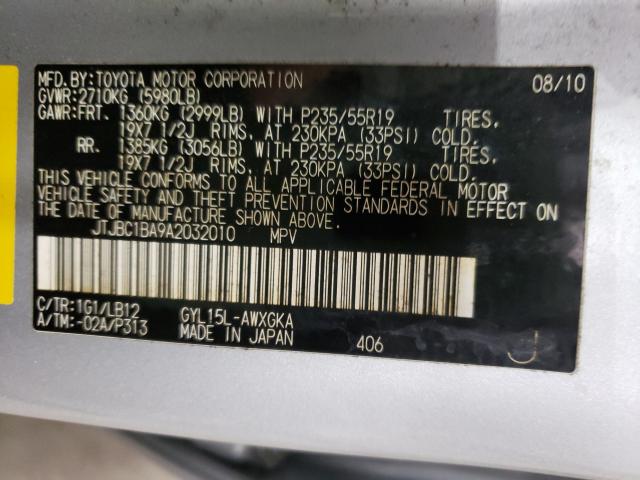 MFD.BY:TOYOTA MOTOR CORPORATION 08/10
GVWR:2710KG (5980LB)
GAWR:FRT. 1360KG (2999LB) WITH P235/55R19 TIRES,
19X7 1/2J RIMS, AT 230KPA (33PSI) COLD.
RR. 1385KG (3056LB) WITH P235/55R19 TIRES,
19X7 1/2J RIMS, AT 230KPA (33PSI) COLD.
THIS VEHICLE CONFORMS TO ALL APPLICABLE FEDERAL MOTOR
VEHICLE SAFETY AND THEFT PREVENTION STANDARDS IN EFFECT ON
THE DATE OF MANUFACTURE SHOWN ABOVE.
JTJBC1BA9A2032010 MPV
C/TR:1G1/LB12 GYL15L-AWXGKA
A/TM:-02A/P313 MADE IN JAPAN 406 J